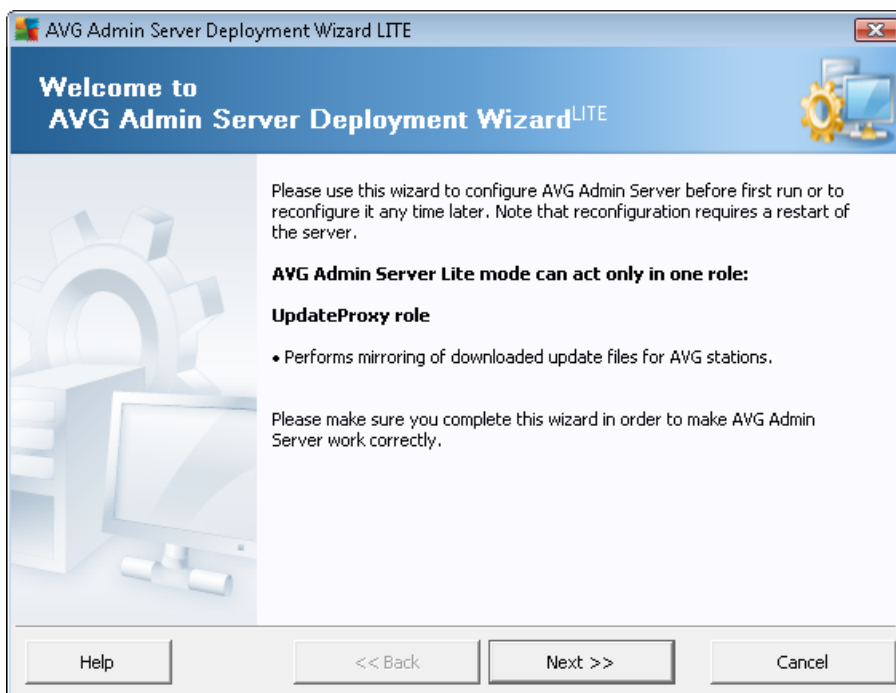 AVG Admin Server Deployment Wizard LITE
Welcome to
AVG Admin Server Deployment Wizard LITE
Please use this wizard to configure AVG Admin Server before first run or to
reconfigure it any time later. Note that reconfiguration requires a restart of
the server.
AVG Admin Server Lite mode can act only in one role:
UpdateProxy role
• Performs mirroring of downloaded update files for AVG stations.
Please make sure you complete this wizard in order to make AVG Admin
Server work correctly.
Help
<< Back
Next >>
Cancel